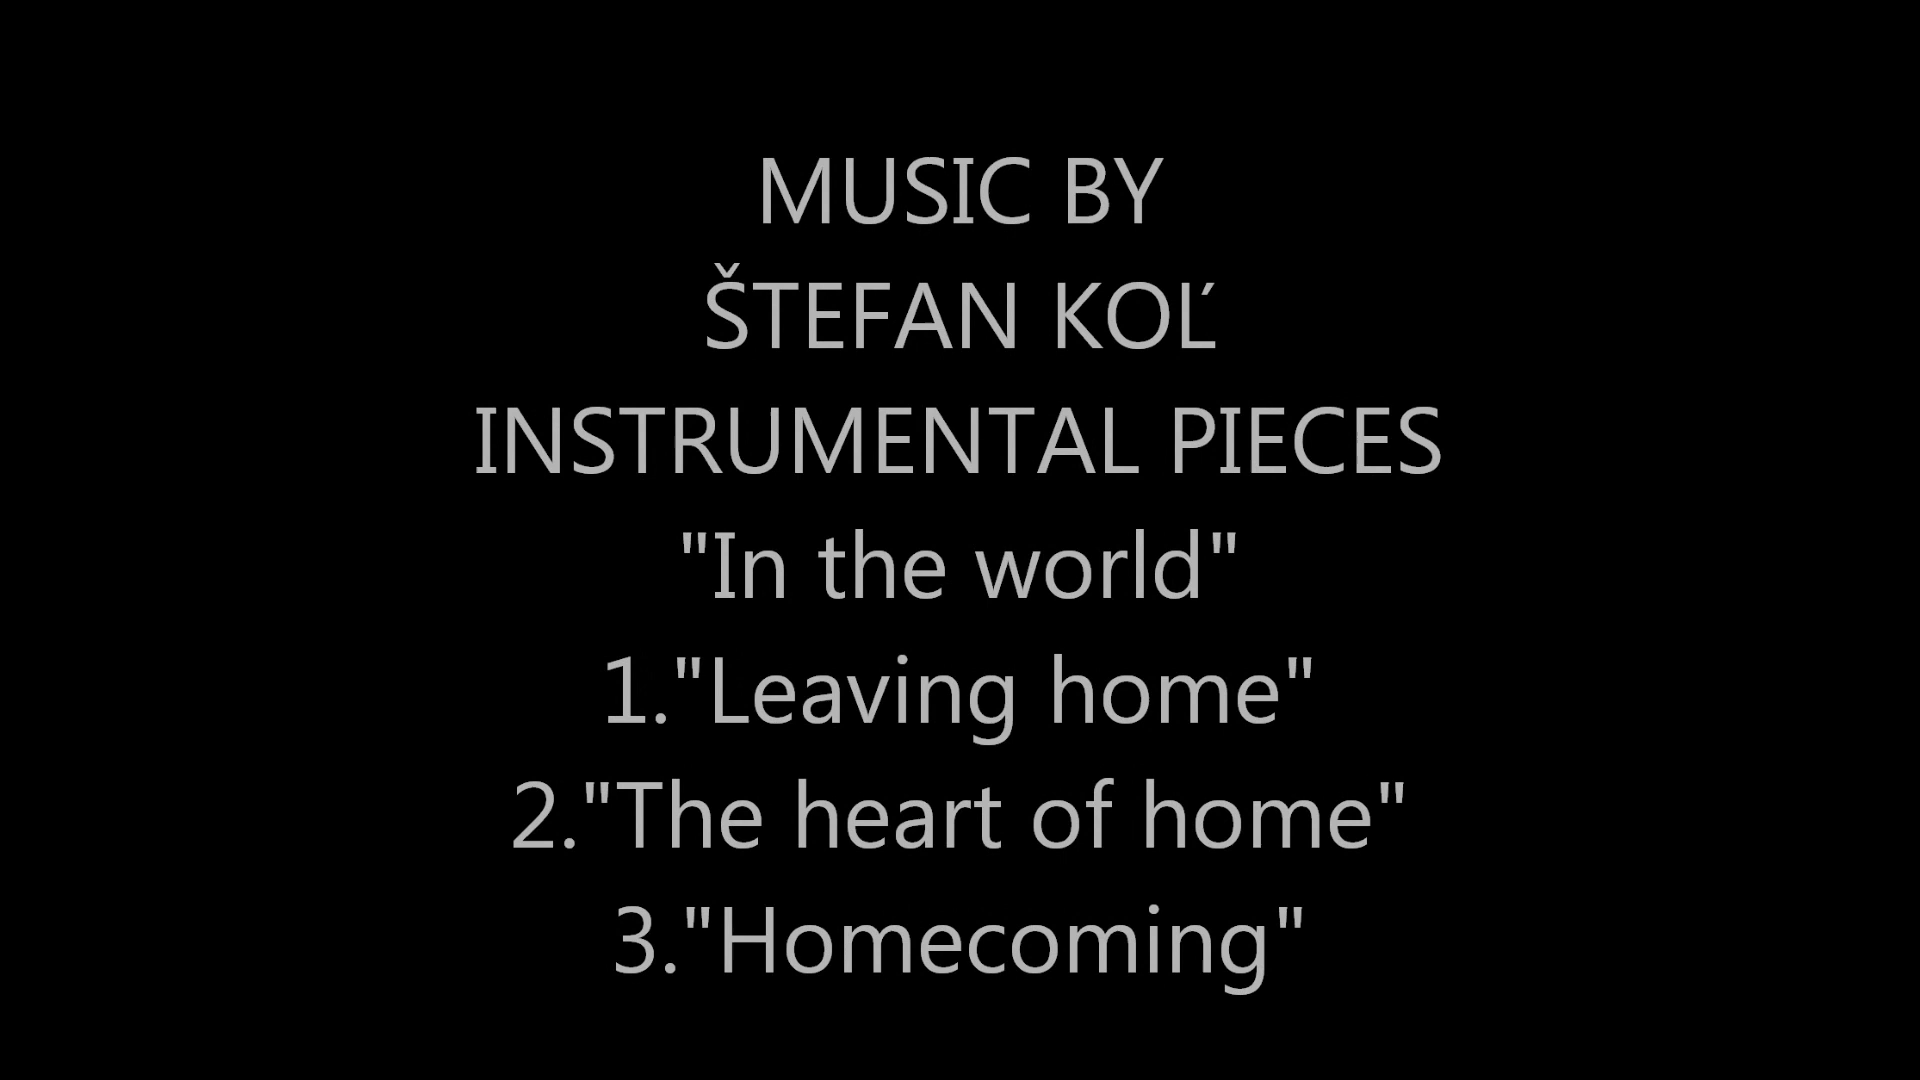 MUSIC BY
ŠTEFAN KOĽ
INSTRUMENTAL PIECES
"In the world"
1."Leaving home"
2."The heart of home"
3."Homecoming"